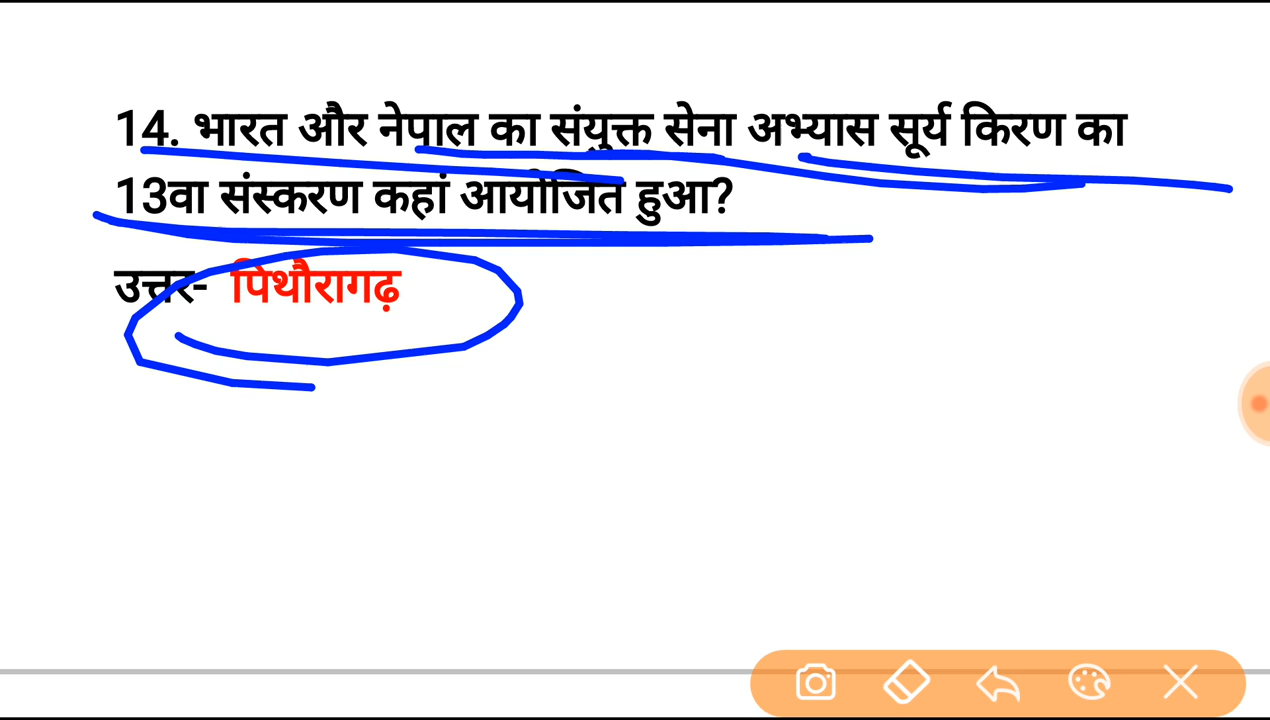 14. भारत और नेपाल का संयुक्त सेना अभ्यास सूर्य किरण का
13वा संस्करण कहां आयोजित हुआ?
उत्तर- पिथौरागढ़